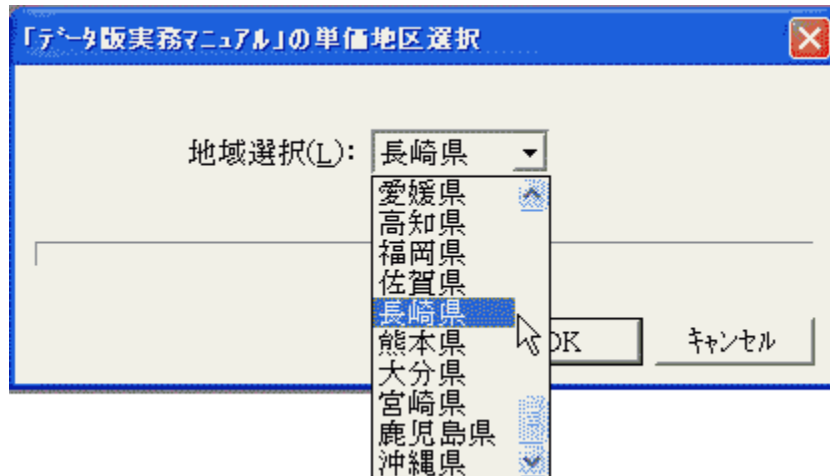 「ﾃﾞｰﾀ版実務ﾏﾆｭｱﾙ」の単価地区選択
地域選択(L): 長崎県
愛媛県
高知県
福岡県
佐賀県
長崎県
熊本県
大分県
宮崎県
鹿児島県
沖縄県
OK
ｷｬﾝｾﾙ